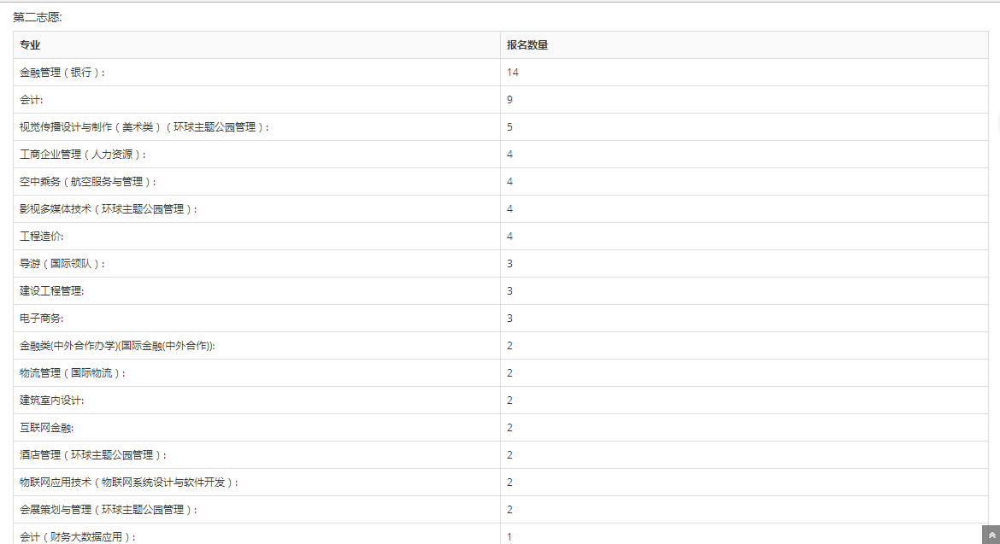 第二志愿:
专业 报名数量
金融管理（银行）: 14
会计: 9
视觉传播设计与制作（美术类）（环球主题公园管理）: 5
工商企业管理（人力资源）: 4
空中乘务（航空服务与管理）: 4
影视多媒体技术（环球主题公园管理）: 4
工程造价: 4
导游（国际领队）: 3
建设工程管理: 3
电子商务: 3
金融类(中外合作办学)(国际金融(中外合作)): 2
物流管理（国际物流）: 2
建筑室内设计: 2
互联网金融: 2
酒店管理（环球主题公园管理）: 2
物联网应用技术（物联网系统设计与软件开发）: 2
会展策划与管理（环球主题公园管理）: 2
会计（财务大数据应用）: 1